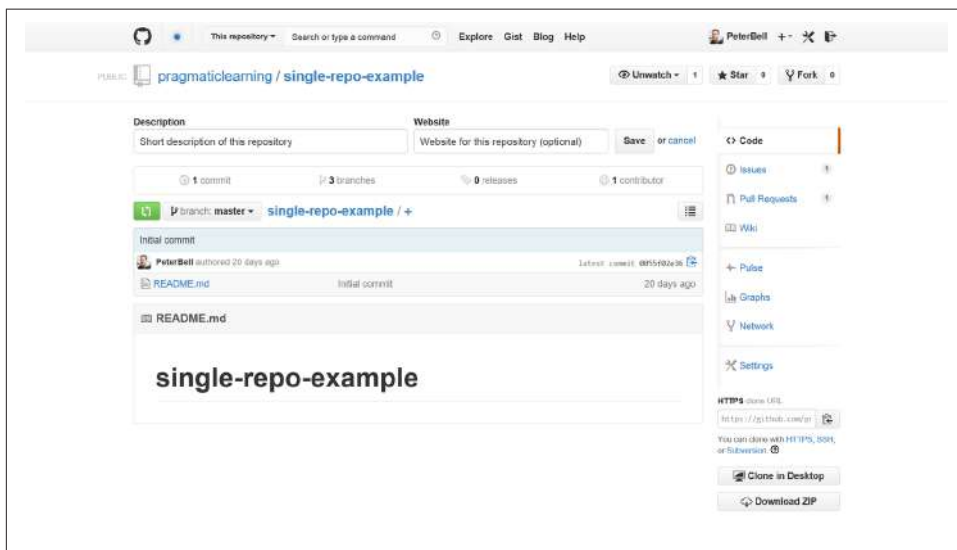 This repository Search or type a command Explore Gist Blog Help PeterBell
PUBLIC pragmaticlearning / single-repo-example Unwatch 1 Star 0 Fork 0
Description Website
Short description of this repository Website for this repository (optional) Save or cancel
1 commit 3 branches 0 releases 1 contributor
branch: master single-repo-example / +
Initial commit
PeterBell authored 20 days ago latest commit 0055f02e36
README.md Initial commit 20 days ago
README.md
single-repo-example
Code
Issues 1
Pull Requests 1
Wiki
Pulse
Graphs
Network
Settings
HTTPS clone URL
https://github.com/p
You can clone with HTTPS, SSH,
or Subversion.
Clone in Desktop
Download ZIP